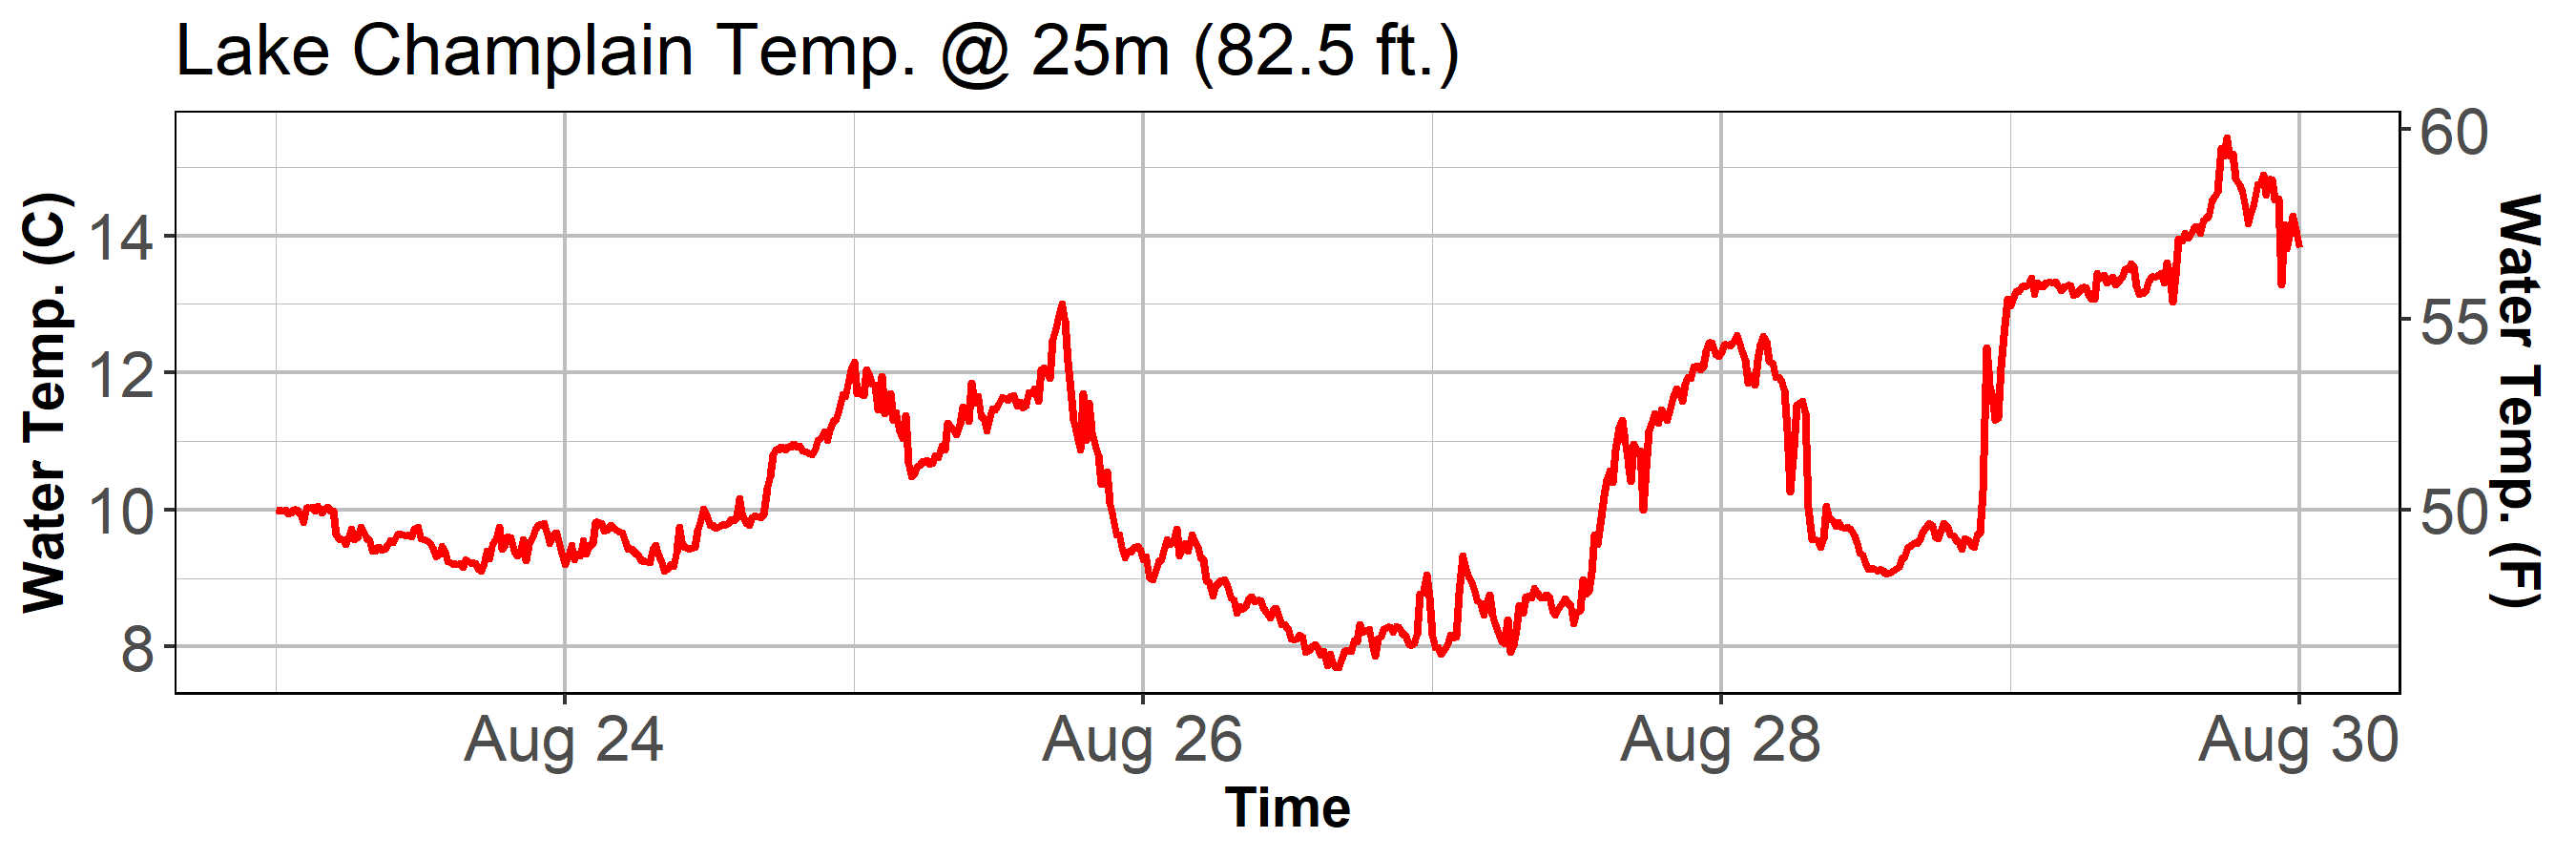 Lake Champlain Temp. @ 25m (82.5 ft.)
Water Temp. (C)
14
12
10
8
60
55
50
Water Temp. (F)
Aug 24
Aug 26
Aug 28
Aug 30
Time